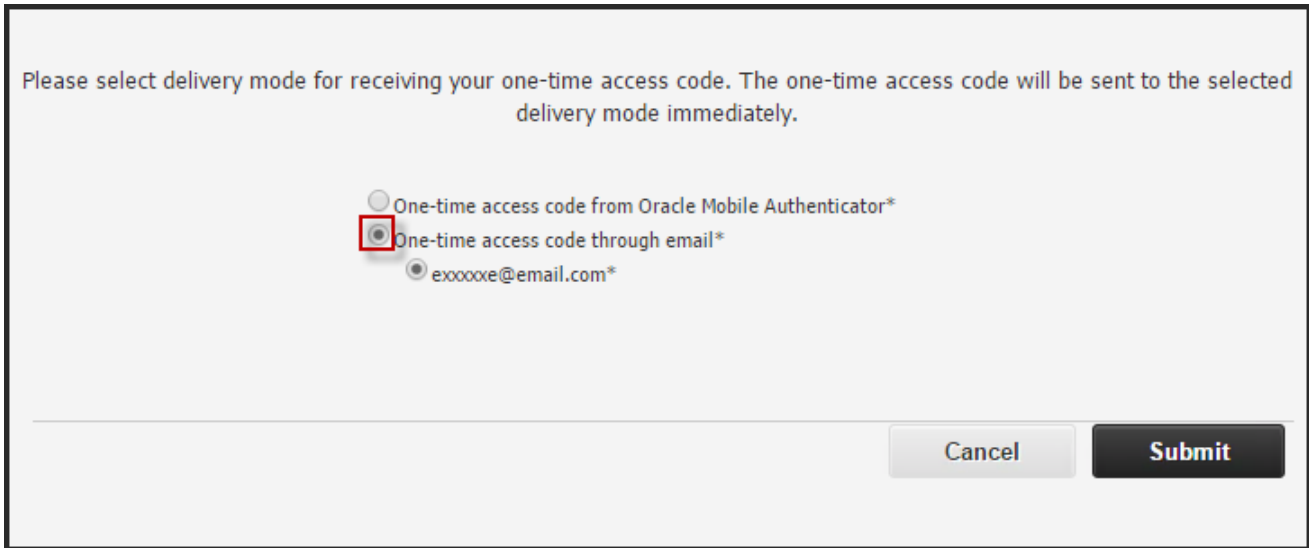 Please select delivery mode for receiving your one-time access code. The one-time access code will be sent to the selected
delivery mode immediately.
One-time access code from Oracle Mobile Authenticator*
One-time access code through email*
exxxxxe@email.com*
Cancel Submit